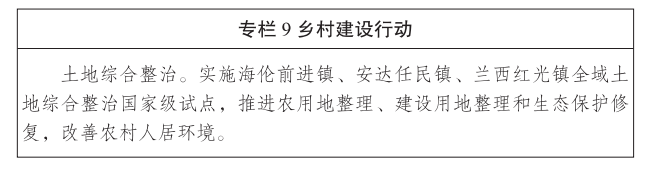 专栏 9 乡村建设行动
土地综合整治。实施海伦前进镇、安达任民镇、兰西红光镇全域土
地综合整治国家级试点，推进农用地整理、建设用地整理和生态保护修
复，改善农村人居环境。